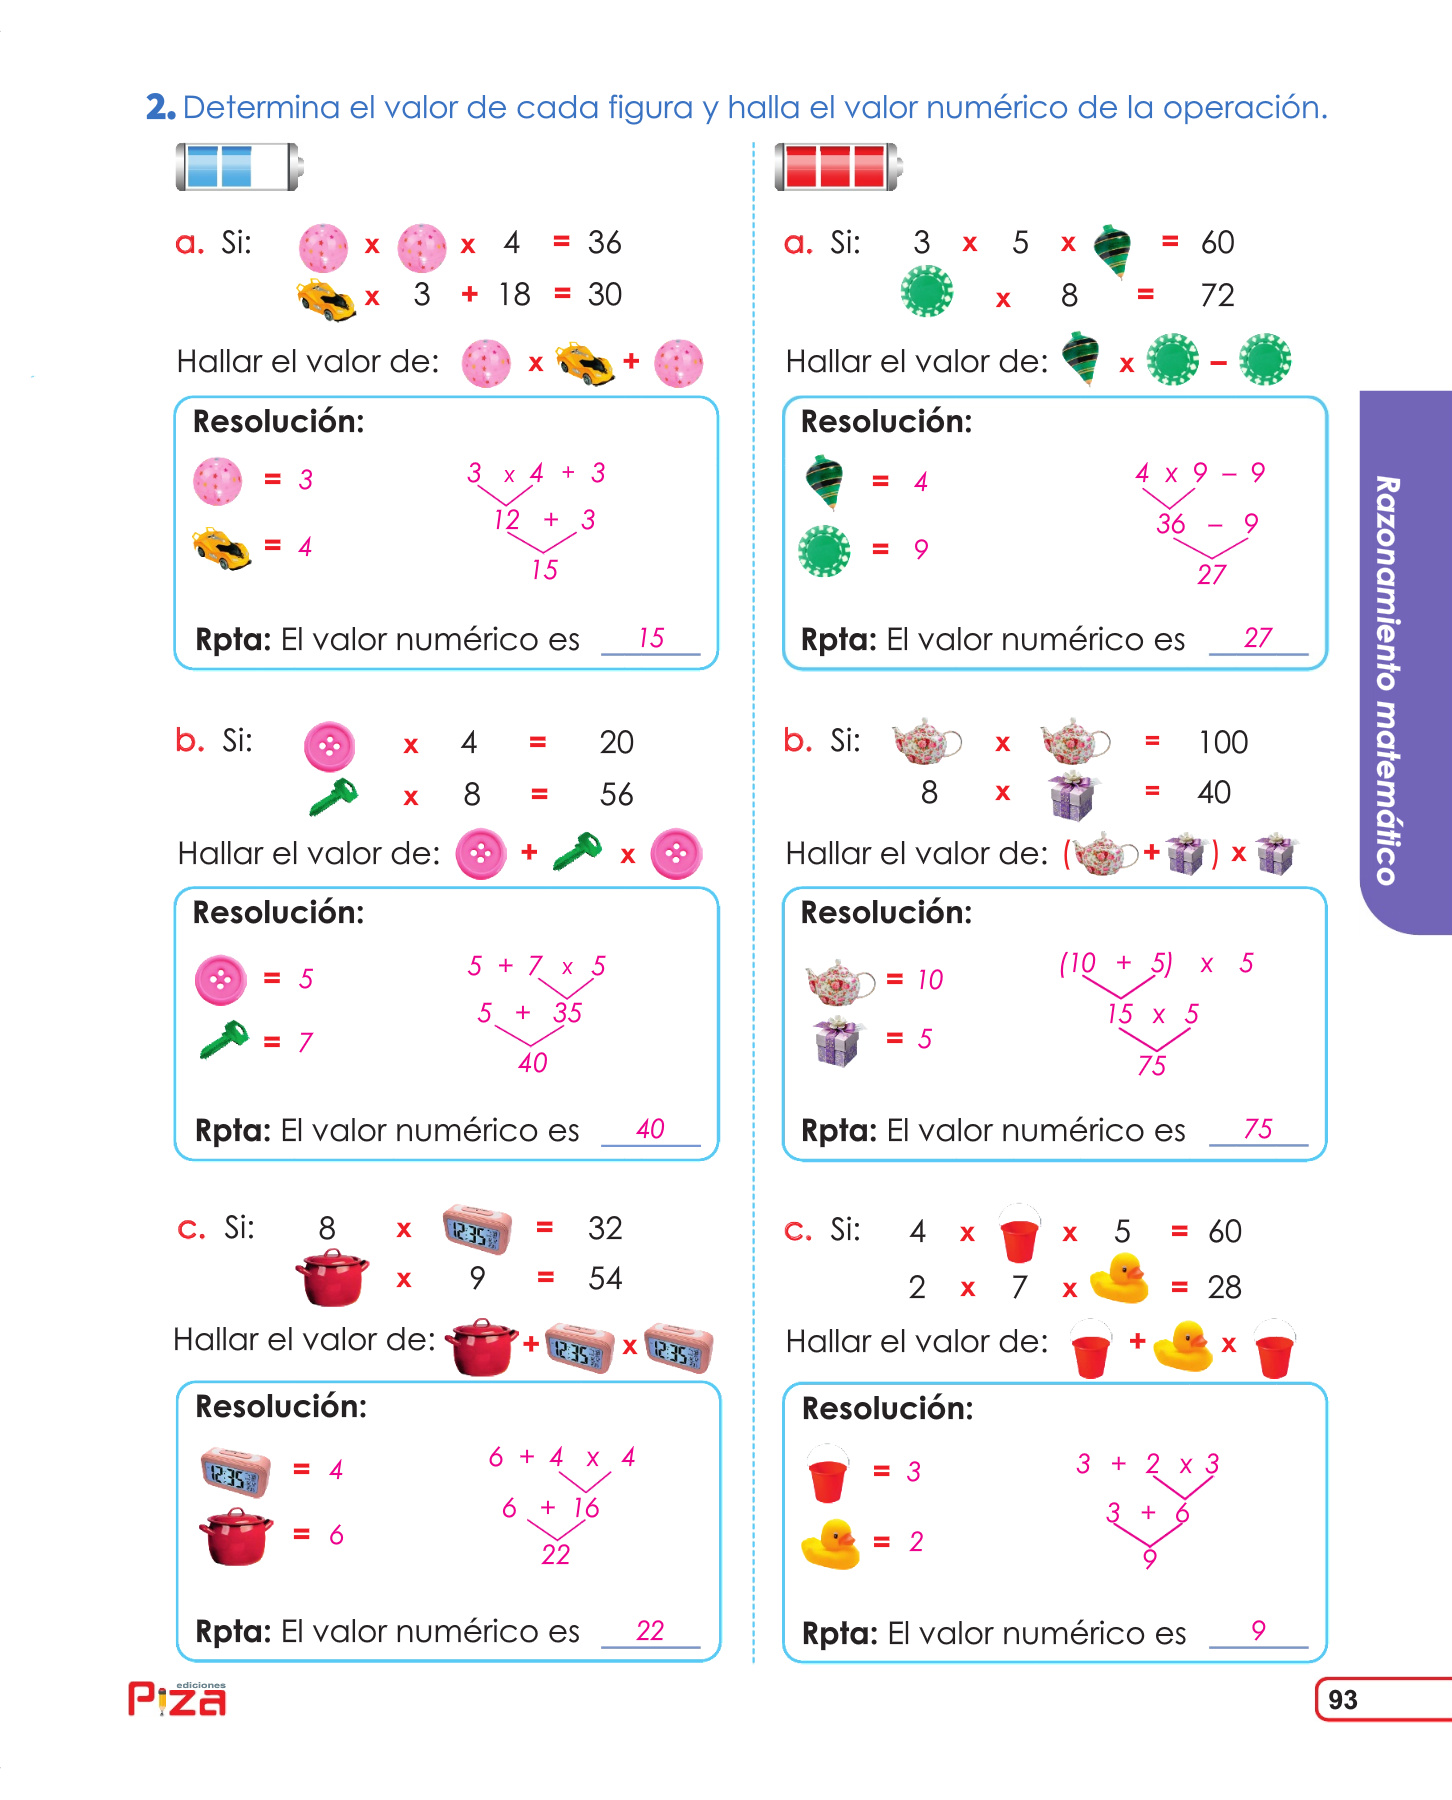 2. Determina el valor de cada figura y halla el valor numérico de la operación.
a. Si: x x 4 = 36
x 3 + 18 = 30
Hallar el valor de: x +
Resolución:
= 3
= 4
3 x 4 + 3
12 + 3
15
Rpta: El valor numérico es 15
b. Si: x 4 = 20
x 8 = 56
Hallar el valor de: + x
Resolución:
= 5
= 7
5 + 7 x 5
5 + 35
40
Rpta: El valor numérico es 40
c. Si: 8 x 12:35 = 32
x 9 = 54
Hallar el valor de: + 12:35 x 12:35
Resolución:
12:35 = 4
= 6
6 + 4 x 4
6 + 16
22
Rpta: El valor numérico es 22
a. Si: 3 x 5 x = 60
x 8 = 72
Hallar el valor de: x –
Resolución:
= 4
= 9
4 x 9 – 9
36 – 9
27
Rpta: El valor numérico es 27
b. Si: x = 100
8 x = 40
Hallar el valor de: ( + ) x
Resolución:
= 10
= 5
(10 + 5) x 5
15 x 5
75
Rpta: El valor numérico es 75
c. Si: 4 x x 5 = 60
2 x 7 x = 28
Hallar el valor de: + x
Resolución:
= 3
= 2
3 + 2 x 3
3 + 6
9
Rpta: El valor numérico es 9
Razonamiento matemático
ediciones
Piza
93